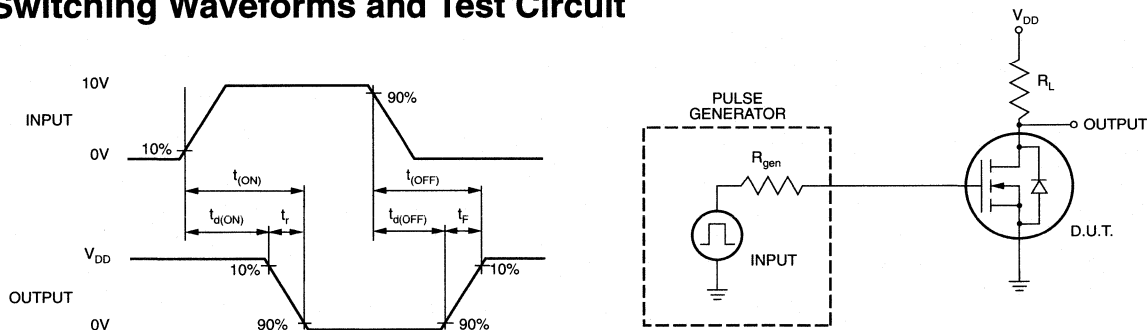 Switching Waveforms and Test Circuit
10V
INPUT
0V
10%
90%
t(ON)
t(OFF)
td(ON)
tr
td(OFF)
tF
VDD
10%
10%
OUTPUT
0V
90%
90%
PULSE
GENERATOR
Rgen
INPUT
VDD
RL
OUTPUT
D.U.T.